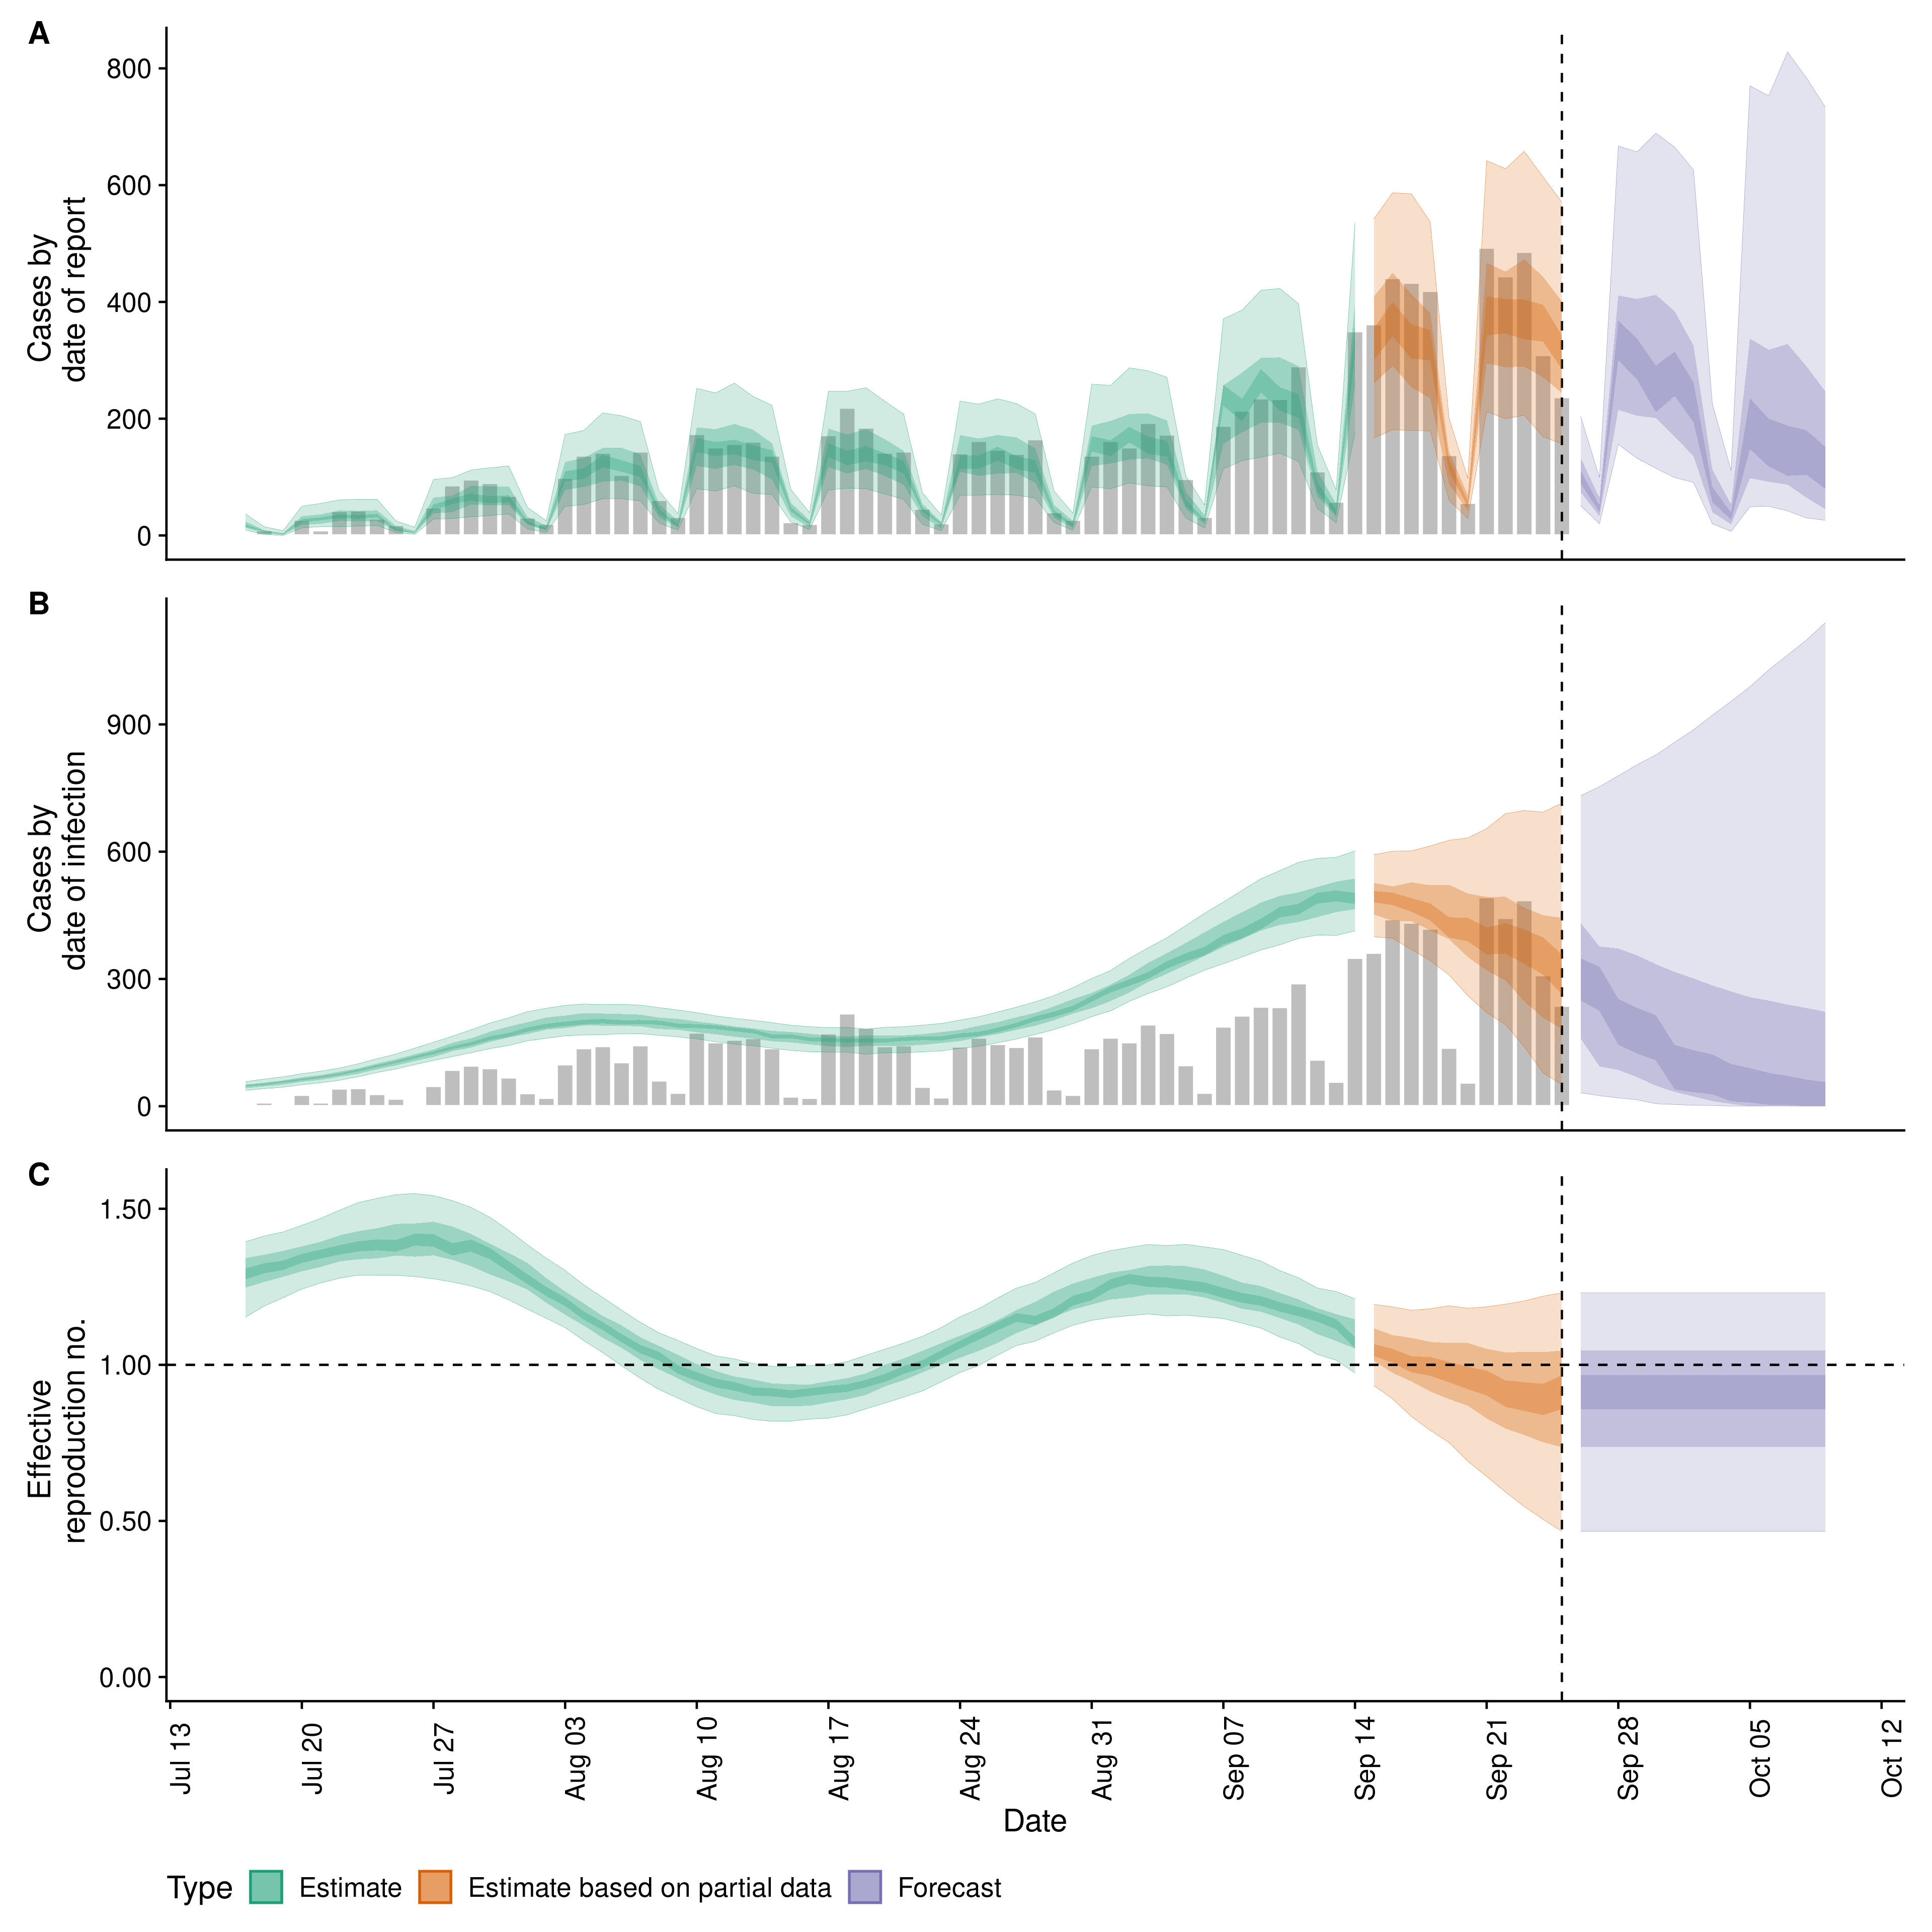 A
800
600
400
200
0
Cases by
date of report
B
900
600
300
0
Cases by
date of infection
C
1.50
1.00
0.50
0.00
Effective
reproduction no.
Jul 13
Jul 20
Jul 27
Aug 03
Aug 10
Aug 17
Aug 24
Aug 31
Sep 07
Sep 14
Sep 21
Sep 28
Oct 05
Oct 12
Date
Type Estimate Estimate based on partial data Forecast